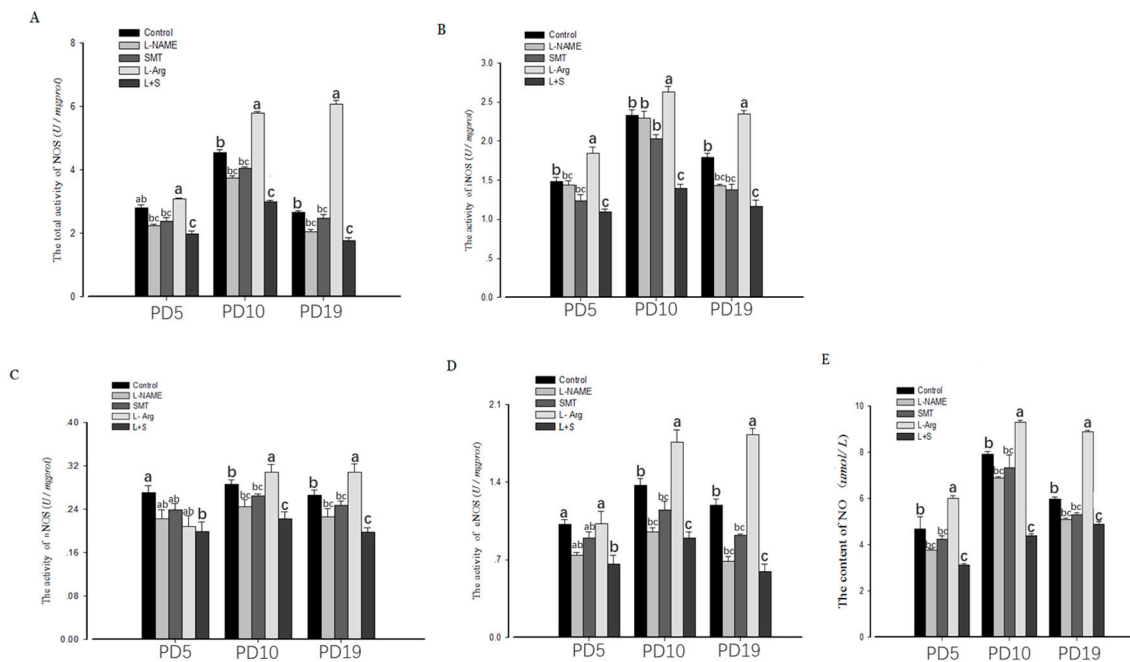 A
Control
L-NAME
SMT
L-Arg
L+S
The total activity of NOS (U / mgprot)
8
6
4
2
0
ab
bc
bc
a
c
b
bc
bc
a
c
b
bc
bc
a
c
PD5 PD10 PD19
B
Control
L-NAME
SMT
L-Arg
L+S
The activity of iNOS (U / mgprot)
3.0
2.5
2.0
1.5
1.0
.5
0.0
b
bc
bc
a
c
b
b
b
a
c
b
bc
bc
a
c
PD5 PD10 PD19
C
Control
L-NAME
SMT
L- Arg
L+S
The activity of nNOS (U / mgprot)
.40
.32
.24
.16
.08
0.00
a
ab
ab
ab
b
b
bc
bc
a
c
b
bc
bc
a
c
PD5 PD10 PD19
D
Control
L-NAME
SMT
L- Arg
L+S
The activity of eNOS (U / mgprot)
2.1
1.4
.7
0.0
a
ab
ab
a
b
b
bc
bc
a
c
b
bc
bc
a
c
PD5 PD10 PD19
E
Control
L-NAME
SMT
L-Arg
L+S
The content of NO (umol/ L)
10
8
6
4
2
0
b
bc
bc
a
c
b
bc
bc
a
c
b
bc
bc
a
c
PD5 PD10 PD19